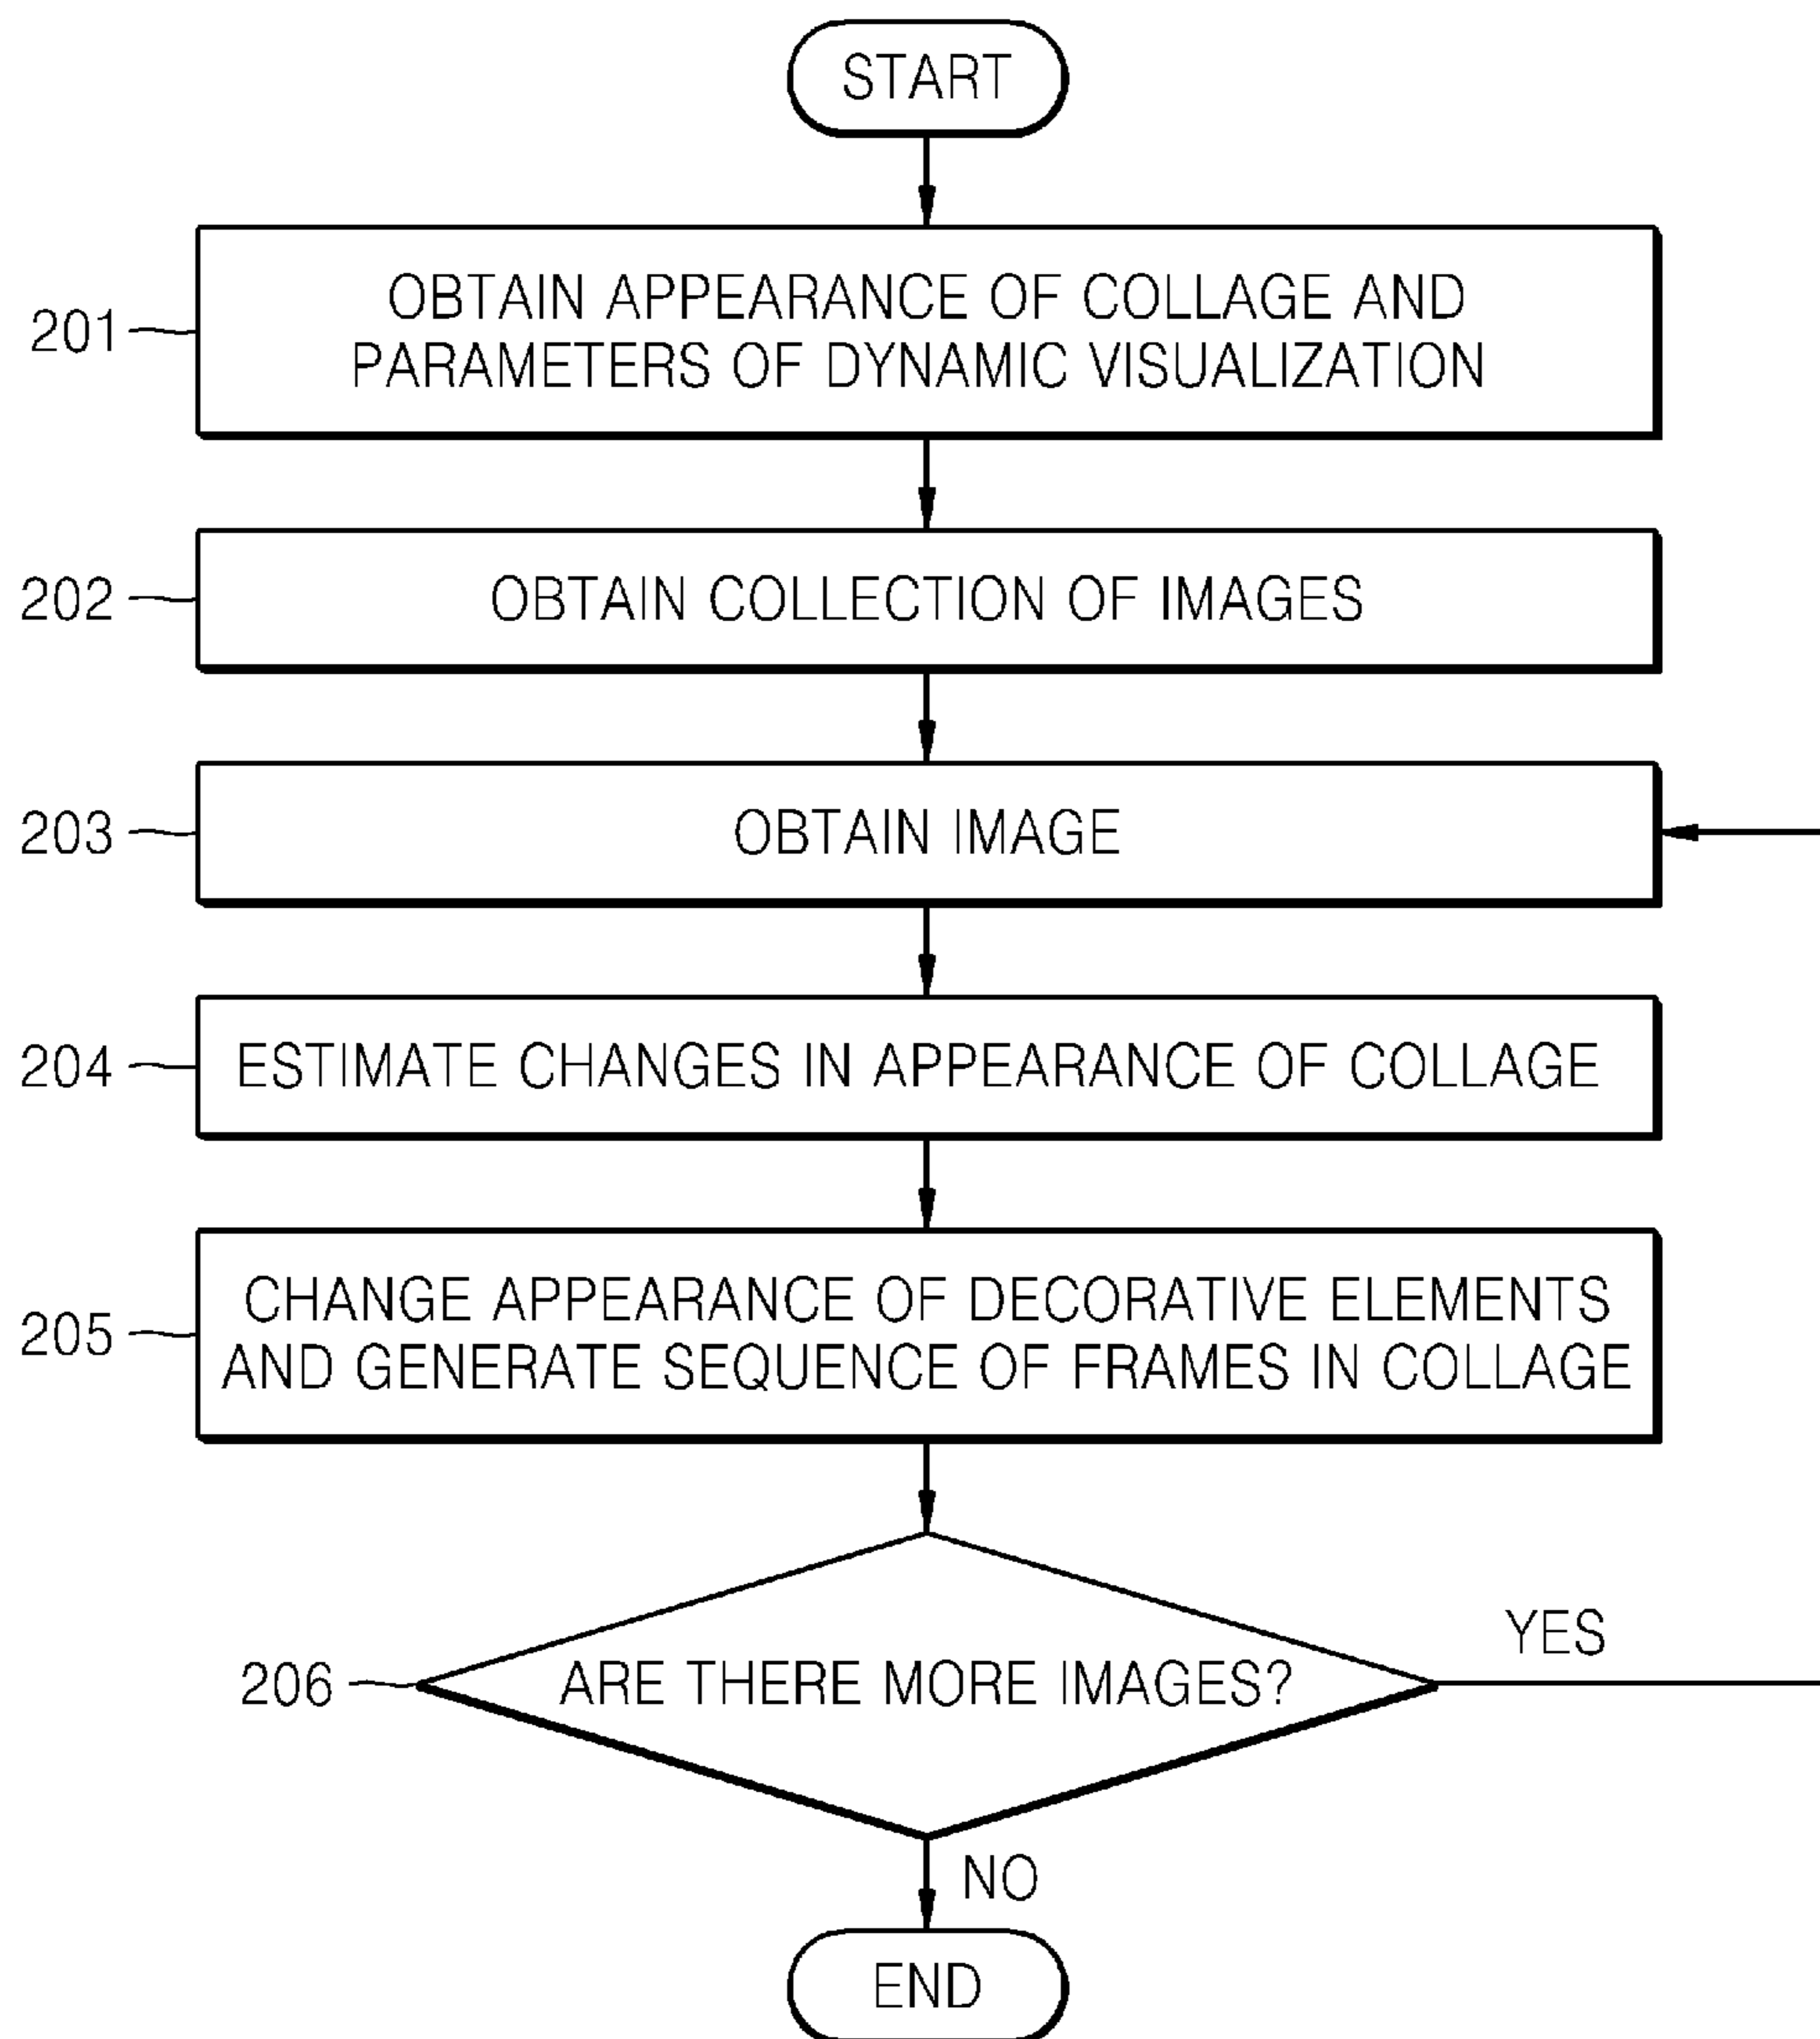 START
201
OBTAIN APPEARANCE OF COLLAGE AND
PARAMETERS OF DYNAMIC VISUALIZATION
202
OBTAIN COLLECTION OF IMAGES
203
OBTAIN IMAGE
204
ESTIMATE CHANGES IN APPEARANCE OF COLLAGE
205
CHANGE APPEARANCE OF DECORATIVE ELEMENTS
AND GENERATE SEQUENCE OF FRAMES IN COLLAGE
206
ARE THERE MORE IMAGES?
YES
NO
END